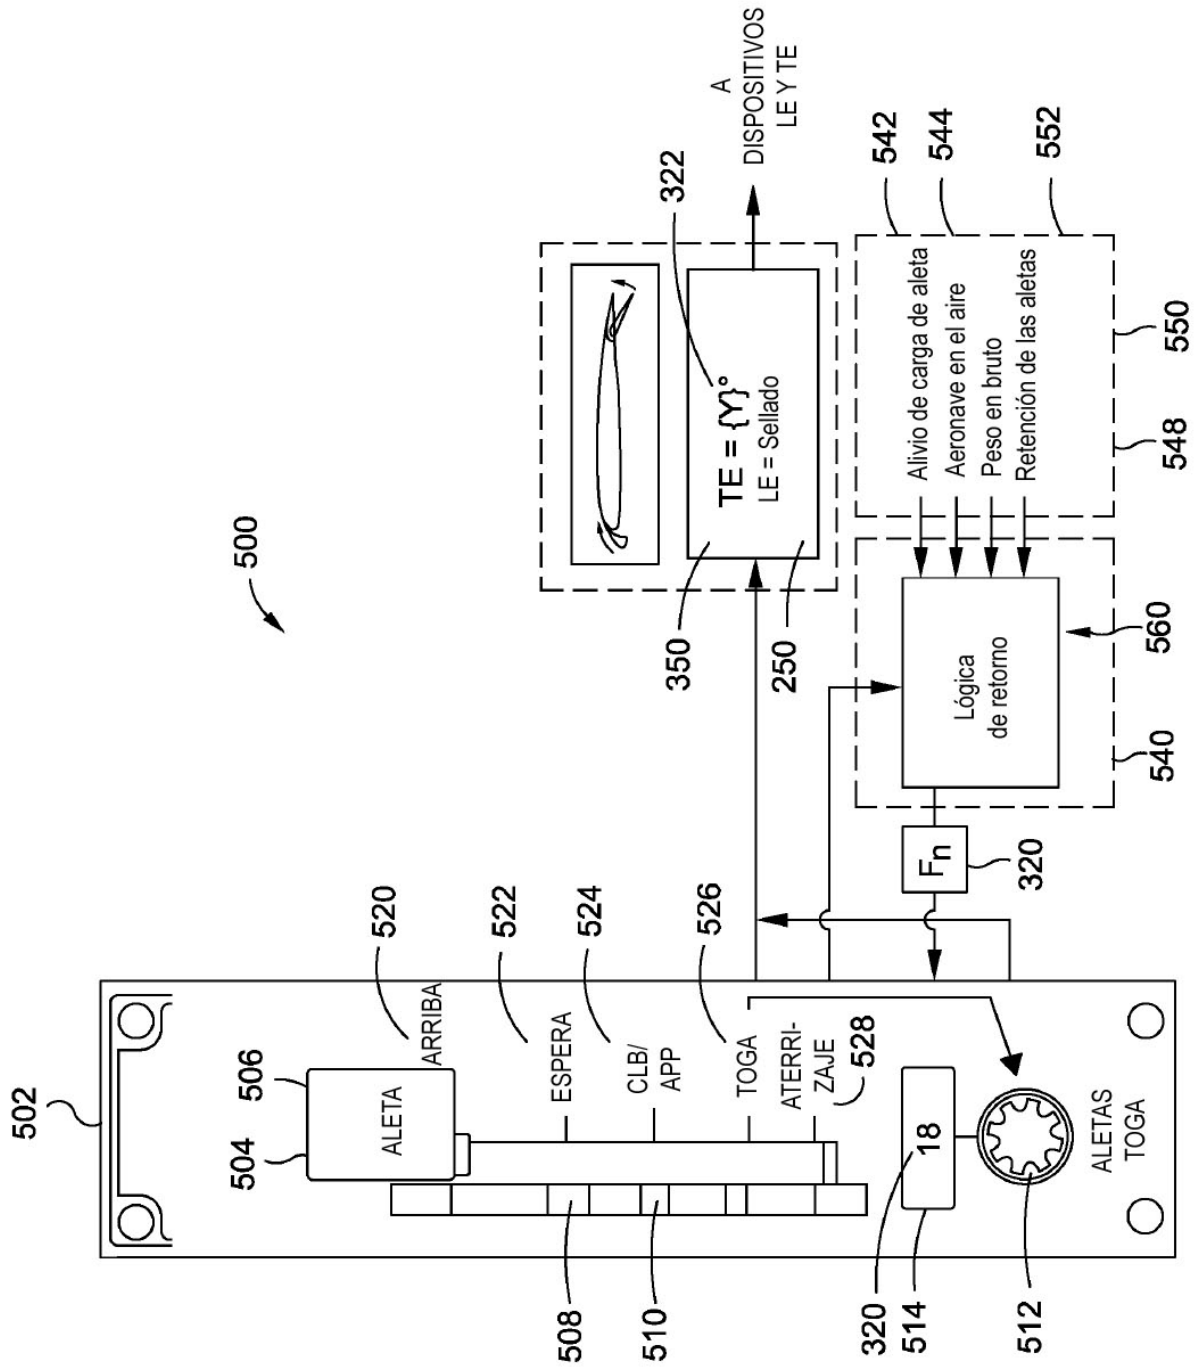 500
502
504
506
ALETA
520
ARRIBA
522
ESPERA
524
CLB/
APP
526
TOGA
ATERRI-
ZAJE
528
508
510
320
18
514
512
ALETAS
TOGA
Fn
320
350
TE = {Y}°
LE = Sellado
250
322
A
DISPOSITIVOS
LE Y TE
Lógica
de retorno
560
540
Alivio de carga de aleta
Aeronave en el aire
Peso en bruto
Retención de las aletas
542
544
552
550
548